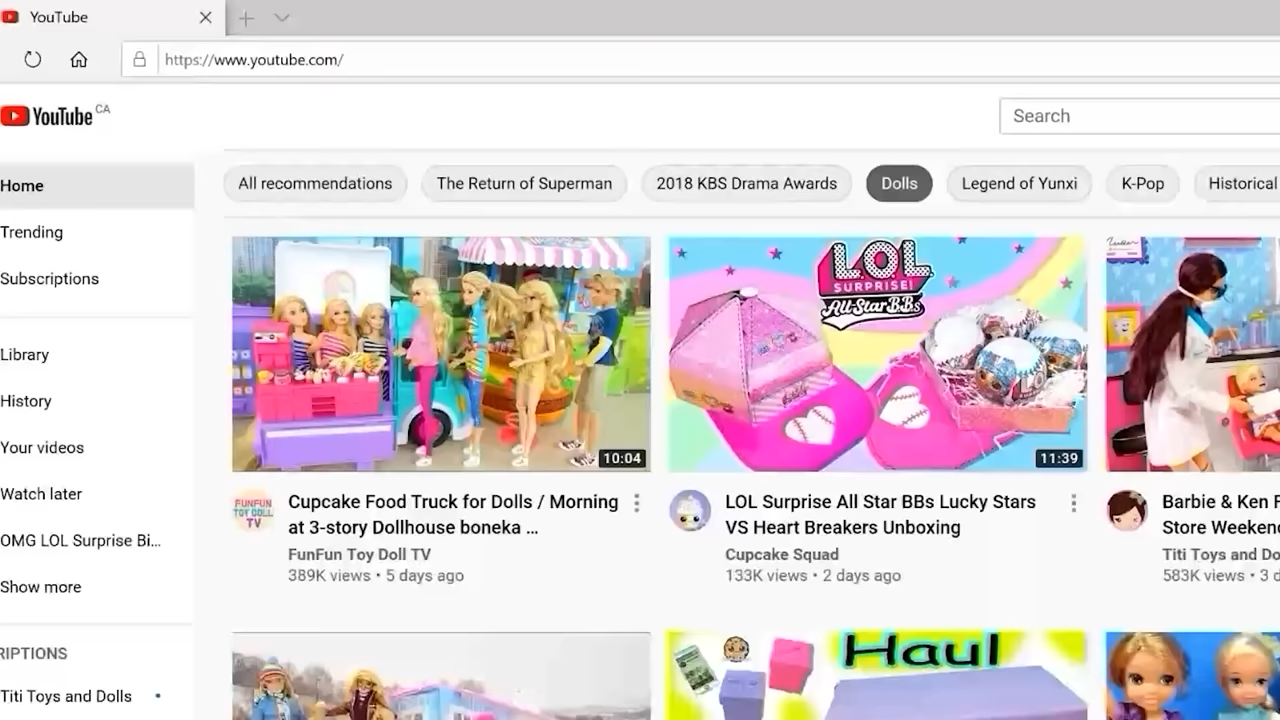 YouTube
https://www.youtube.com/
YouTube CA
Search
Home
Trending
Subscriptions
Library
History
Your videos
Watch later
OMG LOL Surprise Bi...
Show more
RIPTIONS
Titi Toys and Dolls
All recommendations
The Return of Superman
2018 KBS Drama Awards
Dolls
Legend of Yunxi
K-Pop
Historical
10:04
LOL
SURPRISE!
All-Star BBs
11:39
FUNFUN
TOY DOLL
TV
Cupcake Food Truck for Dolls / Morning
at 3-story Dollhouse boneka ...
FunFun Toy Doll TV
389K views • 5 days ago
LOL Surprise All Star BBs Lucky Stars
VS Heart Breakers Unboxing
Cupcake Squad
133K views • 2 days ago
Barbie & Ken F
Store Weekend
Titi Toys and Do
583K views • 3 d
Haul